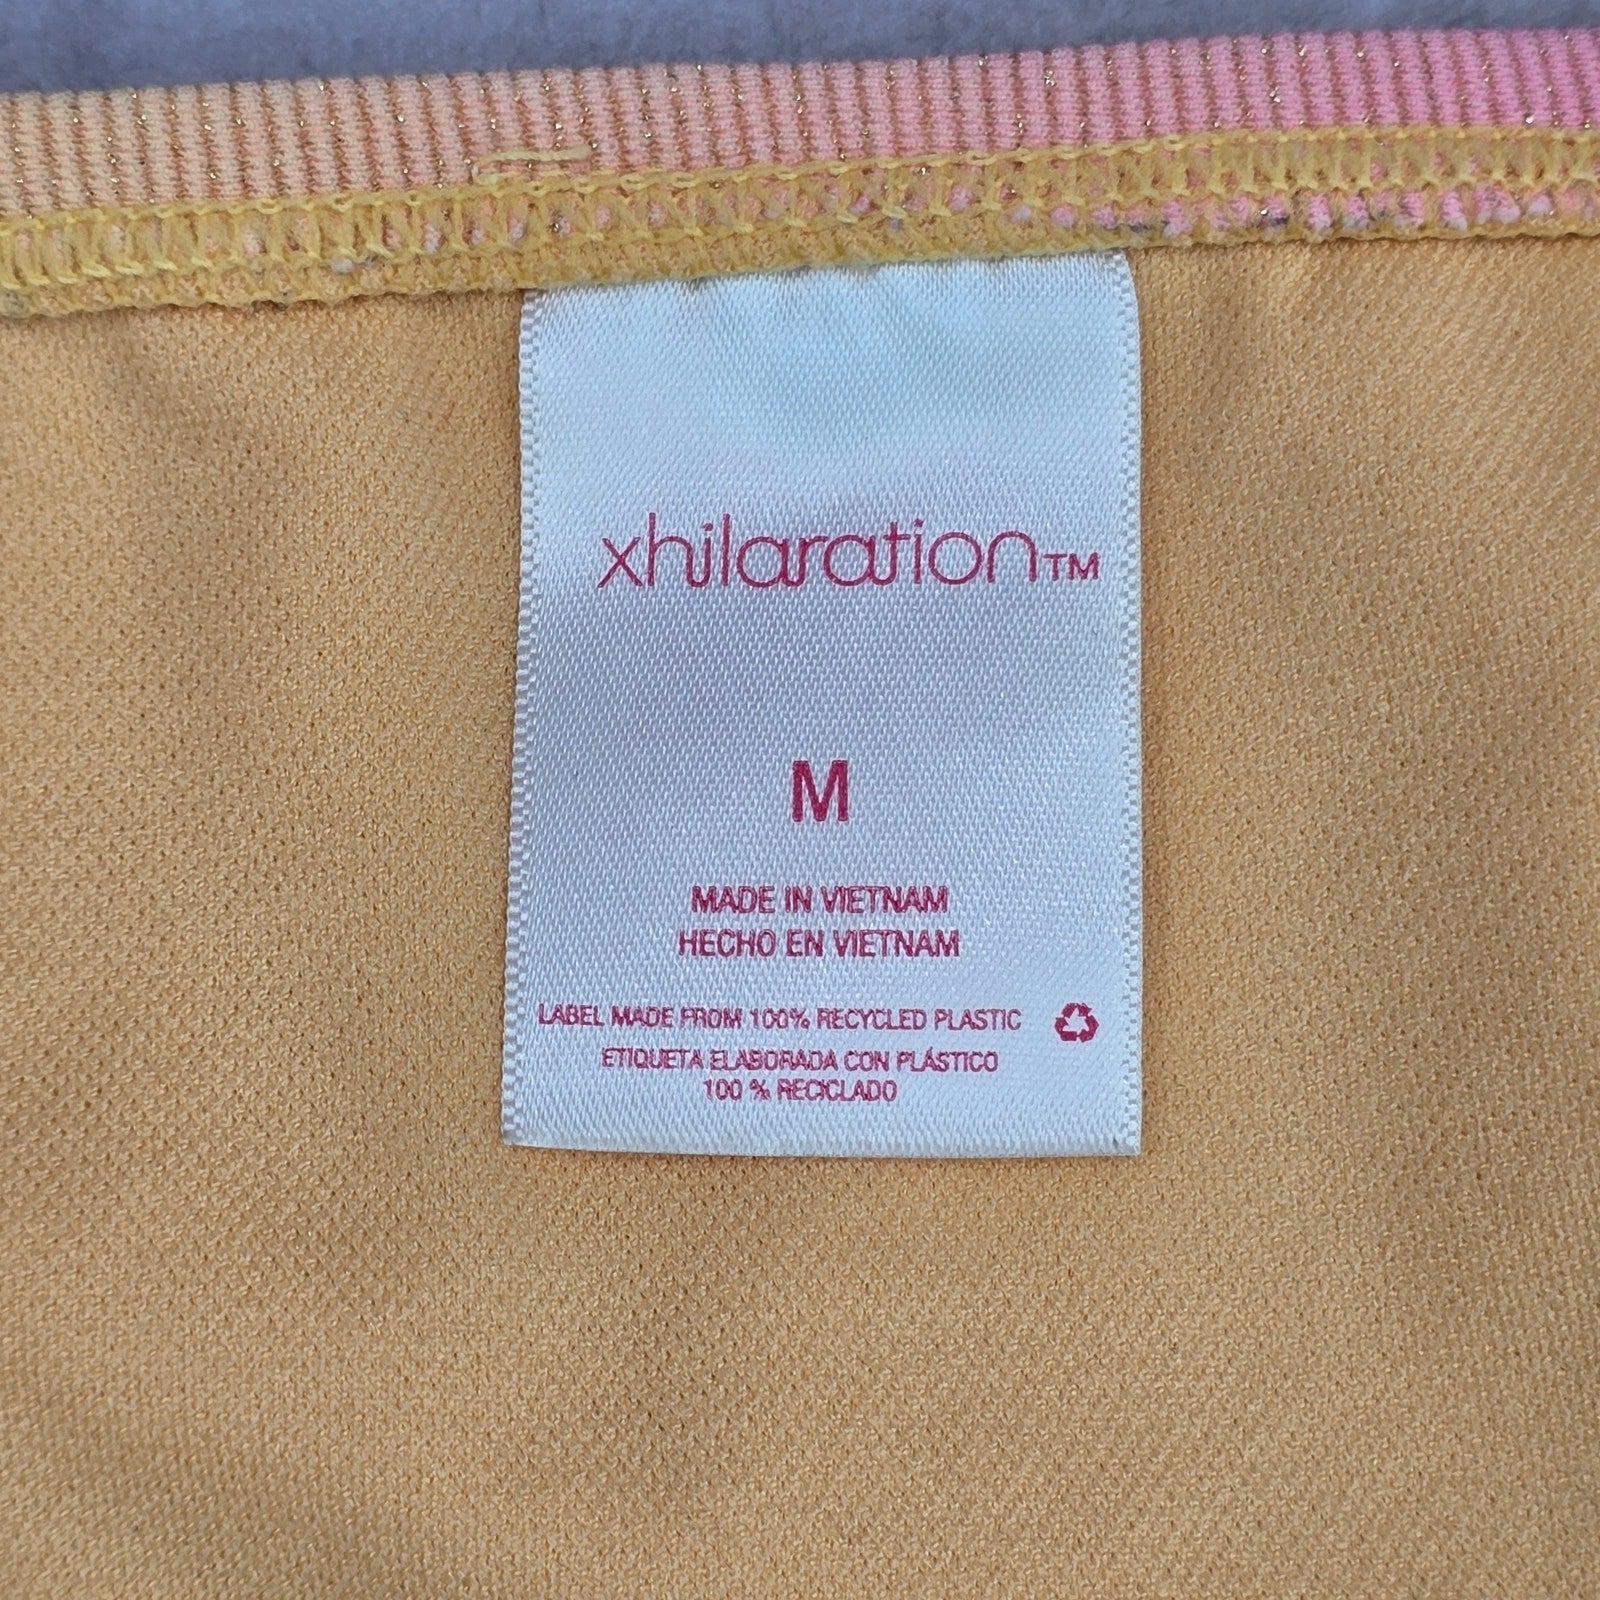 xhilaration™
M
MADE IN VIETNAM
HECHO EN VIETNAM
LABEL MADE FROM 100% RECYCLED PLASTIC
ETIQUETA ELABORADA CON PLÁSTICO
100 % RECICLADO